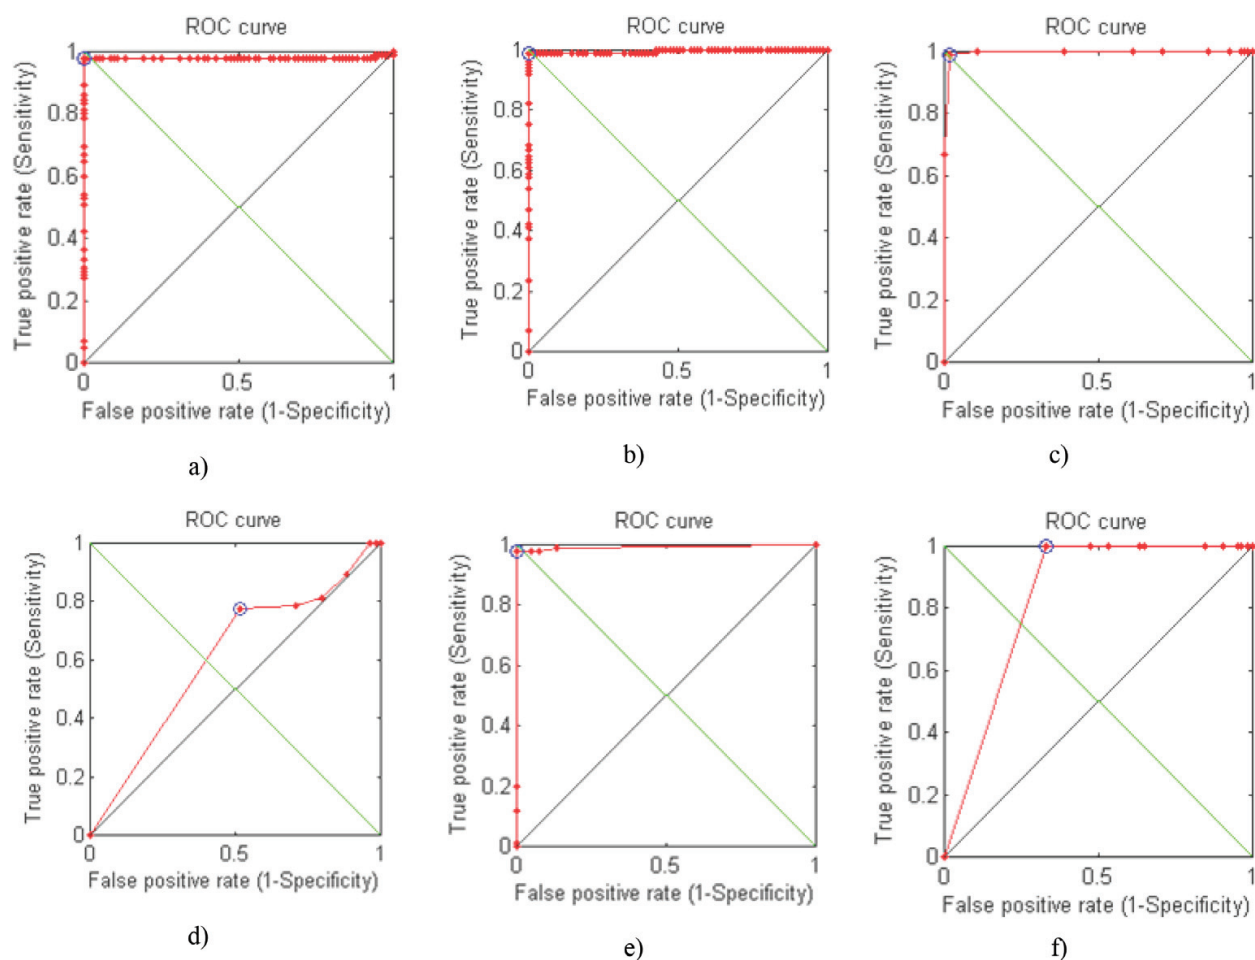 ROC curve
True positive rate (Sensitivity)
1
0.8
0.6
0.4
0.2
0
0
0.5
1
False positive rate (1-Specificity)
a)
ROC curve
True positive rate (Sensitivity)
1
0.8
0.6
0.4
0.2
0
0
0.5
1
False positive rate (1-Specificity)
b)
ROC curve
True positive rate (Sensitivity)
1
0.8
0.6
0.4
0.2
0
0
0.5
1
False positive rate (1-Specificity)
c)
ROC curve
True positive rate (Sensitivity)
1
0.8
0.6
0.4
0.2
0
0
0.5
1
False positive rate (1-Specificity)
d)
ROC curve
True positive rate (Sensitivity)
1
0.8
0.6
0.4
0.2
0
0
0.5
1
False positive rate (1-Specificity)
e)
ROC curve
True positive rate (Sensitivity)
1
0.8
0.6
0.4
0.2
0
0
0.5
1
False positive rate (1-Specificity)
f)